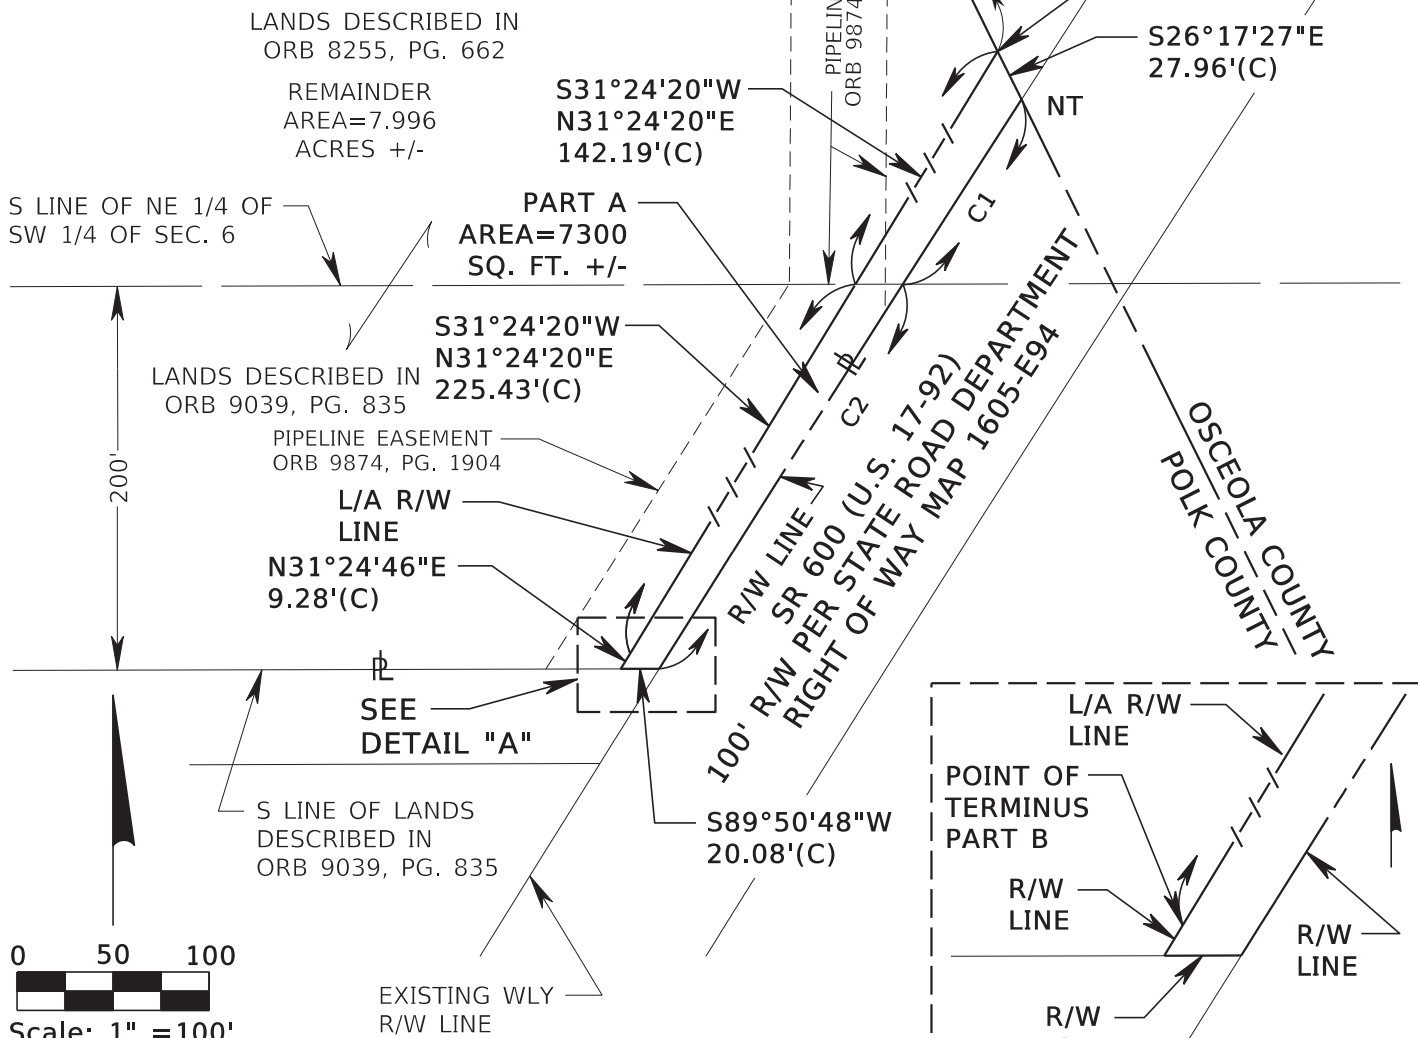 LANDS DESCRIBED IN
ORB 8255, PG. 662
REMAINDER
AREA=7.996
ACRES +/-
PIPELIN
ORB 9874
S26°17'27"E
27.96'(C)
NT
S31°24'20"W
N31°24'20"E
142.19'(C)
S LINE OF NE 1/4 OF
SW 1/4 OF SEC. 6
PART A
AREA=7300
SQ. FT. +/-
C1
S31°24'20"W
N31°24'20"E
225.43'(C)
LANDS DESCRIBED IN
ORB 9039, PG. 835
PIPELINE EASEMENT
ORB 9874, PG. 1904
200'
PL
C2
L/A R/W
LINE
N31°24'46"E
9.28'(C)
R/W LINE
SR 600 (U.S. 17-92)
100' R/W PER STATE ROAD DEPARTMENT
RIGHT OF WAY MAP 1605-E94
OSCEOLA COUNTY
POLK COUNTY
PL
SEE
DETAIL "A"
S LINE OF LANDS
DESCRIBED IN
ORB 9039, PG. 835
S89°50'48"W
20.08'(C)
EXISTING WLY
R/W LINE
0 50 100
Scale: 1" =100'
L/A R/W
LINE
POINT OF
TERMINUS
PART B
R/W
LINE
R/W
LINE
R/W